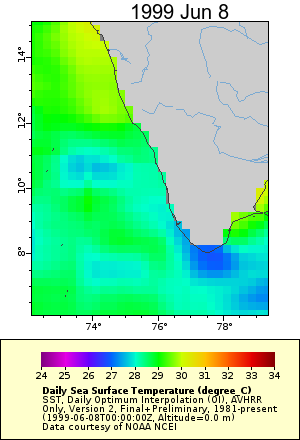 1999 Jun 8
14°
12°
10°
8°
74°
76°
78°
24 25 26 27 28 29 30 31 32 33 34
Daily Sea Surface Temperature (degree_C)
SST, Daily Optimum Interpolation (OI), AVHRR
Only, Version 2, Final+Preliminary, 1981-present
(1999-06-08T00:00:00Z, Altitude=0.0 m)
Data courtesy of NOAA NCEI